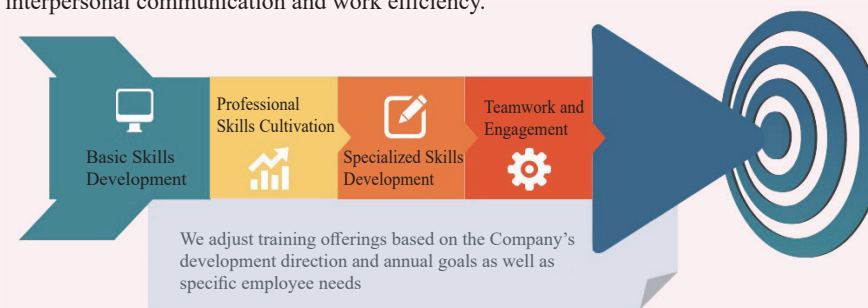 interpersonal communication and work efficiency.
Basic Skills
Development
Professional
Skills Cultivation
Specialized Skills
Development
Teamwork and
Engagement
We adjust training offerings based on the Company’s
development direction and annual goals as well as
specific employee needs